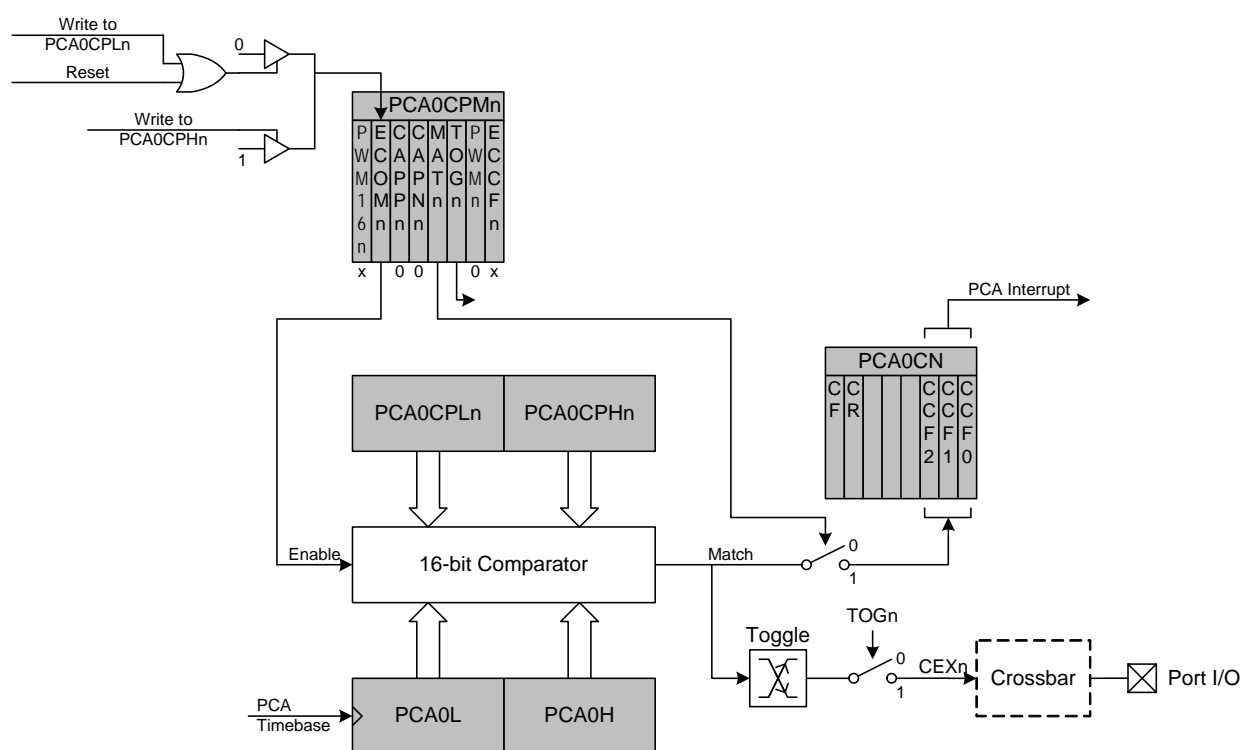 Write to
PCA0CPLn
Reset
0
Write to
PCA0CPHn
1
PCA0CPMn
PWM16n ECOMn CAPPn CAPNn MATn TOGn PWMn ECCFn
x 0 0 0 x
PCA Interrupt
PCA0CN
CF CR CCF2 CCF1 CCF0
PCA0CPLn PCA0CPHn
Enable
16-bit Comparator
Match
0
1
Toggle
TOGn
0
1
CEXn
Crossbar
Port I/O
PCA
Timebase
PCA0L PCA0H